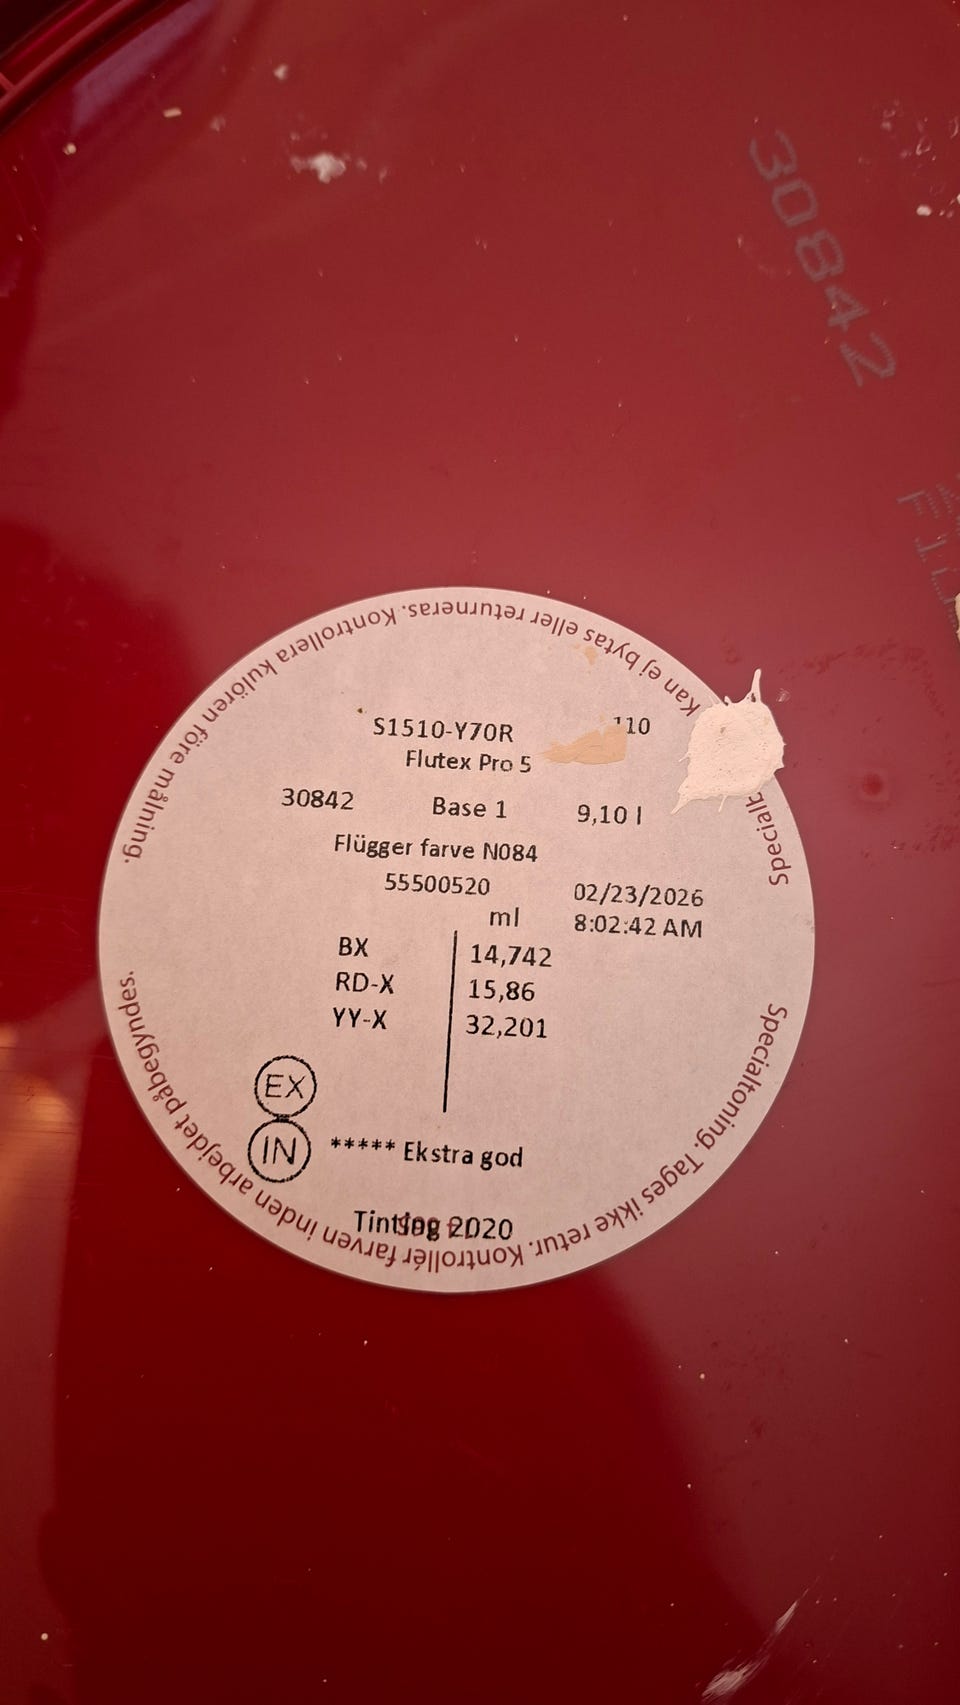 30842
Kan ej bytas eller returneras. Kontrollera kulören före målning.
S1510-Y70R 110
Flutex Pro 5
30842 Base 1 9,10 l
Flügger farve N084
55500520 02/23/2026
ml 8:02:42 AM
BX 14,742
RD-X 15,86
YY-X 32,201
EX
IN ***** Ekstra god
Tinting 2020
Specialtoning. Tages ikke retur. Kontrollér farven inden arbejdet påbegyndes.